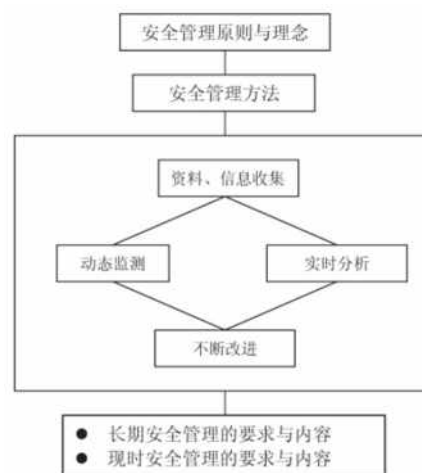 安全管理原则与理念
安全管理方法
资料、信息收集
动态监测
实时分析
不断改进
● 长期安全管理的要求与内容
● 现时安全管理的要求与内容